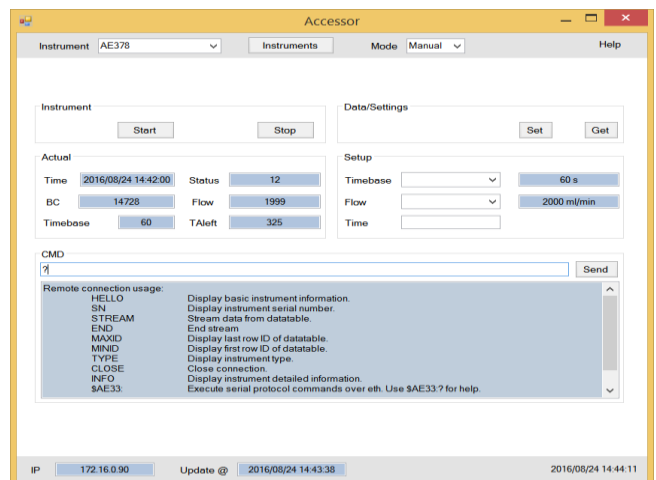 Accessor
Instrument AE378 Instruments Mode Manual Help
Instrument Data/Settings
Start Stop Set Get
Actual Setup
Time 2016/08/24 14:42:00 Status 12 Timebase 60 s
BC 14728 Flow 1999 Flow 2000 ml/min
Timebase 60 TAleft 325 Time
CMD
? Send
Remote connection usage:
HELLO Display basic instrument information.
SN Display instrument serial number.
STREAM Stream data from datatable.
END End stream
MAXID Display last row ID of datatable.
MINID Display first row ID of datatable.
TYPE Display instrument type.
CLOSE Close connection.
INFO Display instrument detailed information.
$AE33: Execute serial protocol commands over eth. Use $AE33:? for help.
IP 172.16.0.90 Update @ 2016/08/24 14:43:38 2016/08/24 14:44:11